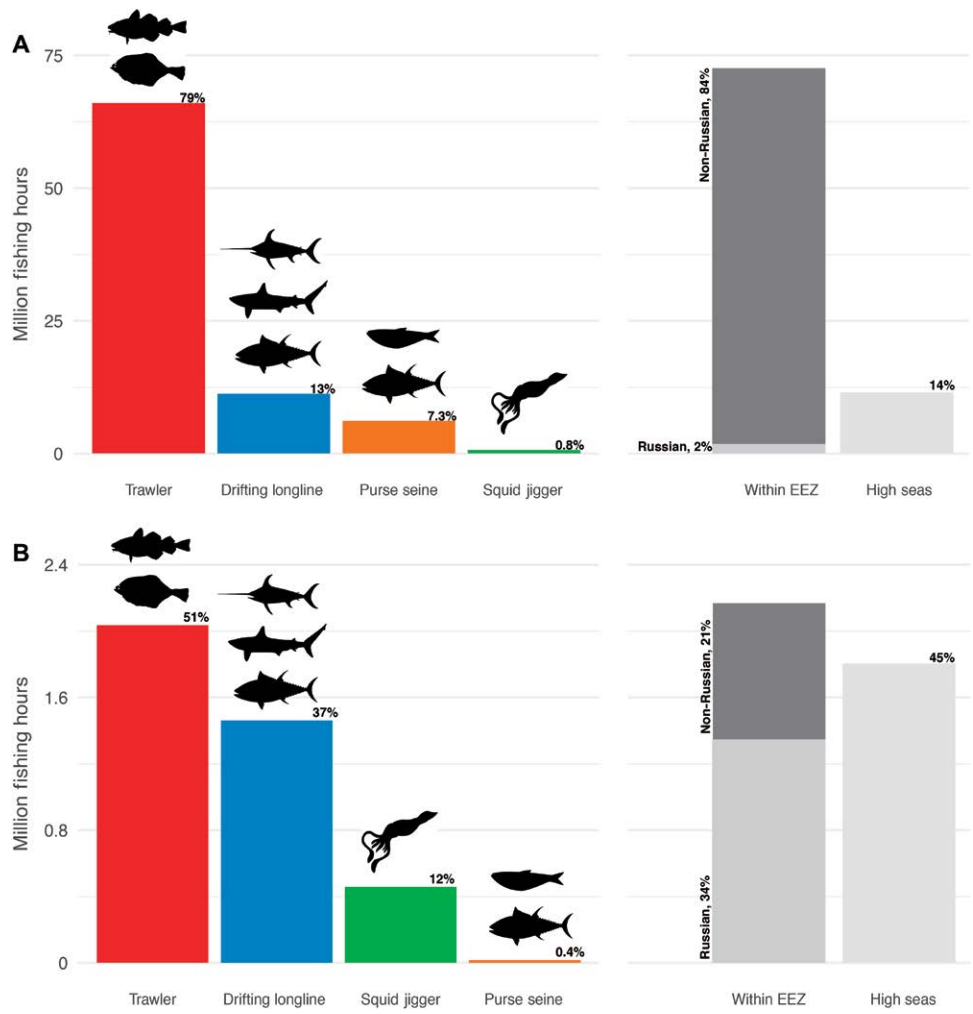 A
75
50
25
0
Million fishing hours
79%
13%
7.3%
0.8%
Trawler
Drifting longline
Purse seine
Squid jigger
Non-Russian, 84%
Russian, 2%
14%
Within EEZ
High seas
B
2.4
1.6
0.8
0
Million fishing hours
51%
37%
12%
0.4%
Trawler
Drifting longline
Squid jigger
Purse seine
Non-Russian, 21%
Russian, 34%
45%
Within EEZ
High seas